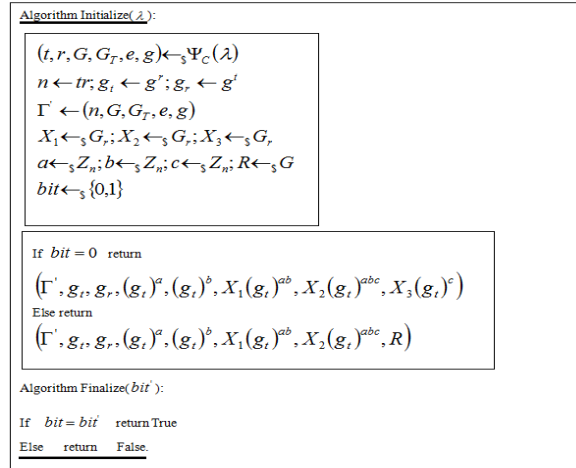 Algorithm Initialize(λ):
(t, r, G, G_T, e, g)←_$Ψ_C(λ)
n ← tr; g_t ← g^r; g_r ← g^t
Γ' ← (n, G, G_T, e, g)
X_1←_$G_r; X_2←_$G_r; X_3←_$G_r
a←_$Z_n; b←_$Z_n; c←_$Z_n; R←_$G
bit←_${0,1}
If bit = 0 return
(Γ', g_t, g_r, (g_t)^a, (g_t)^b, X_1(g_t)^{ab}, X_2(g_t)^{abc}, X_3(g_t)^c)
Else return
(Γ', g_t, g_r, (g_t)^a, (g_t)^b, X_1(g_t)^{ab}, X_2(g_t)^{abc}, R)
Algorithm Finalize(bit'):
If bit = bit' return True
Else return False.